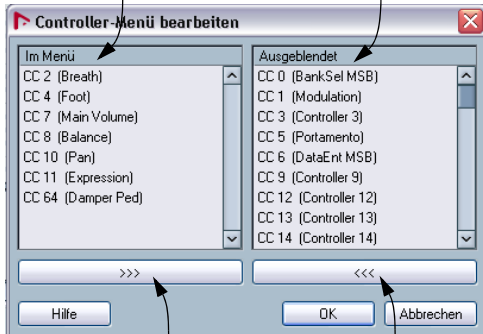 Controller-Menü bearbeiten
Im Menü
CC 2 (Breath)
CC 4 (Foot)
CC 7 (Main Volume)
CC 8 (Balance)
CC 10 (Pan)
CC 11 (Expression)
CC 64 (Damper Ped)
>>>
Ausgeblendet
CC 0 (BankSel MSB)
CC 1 (Modulation)
CC 3 (Controller 3)
CC 5 (Portamento)
CC 6 (DataEnt MSB)
CC 9 (Controller 9)
CC 12 (Controller 12)
CC 13 (Controller 13)
CC 14 (Controller 14)
<<<
Hilfe
OK
Abbrechen